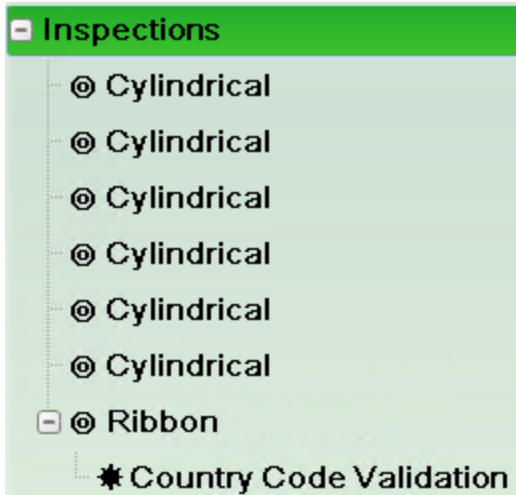 Inspections
Cylindrical
Cylindrical
Cylindrical
Cylindrical
Cylindrical
Cylindrical
Ribbon
Country Code Validation